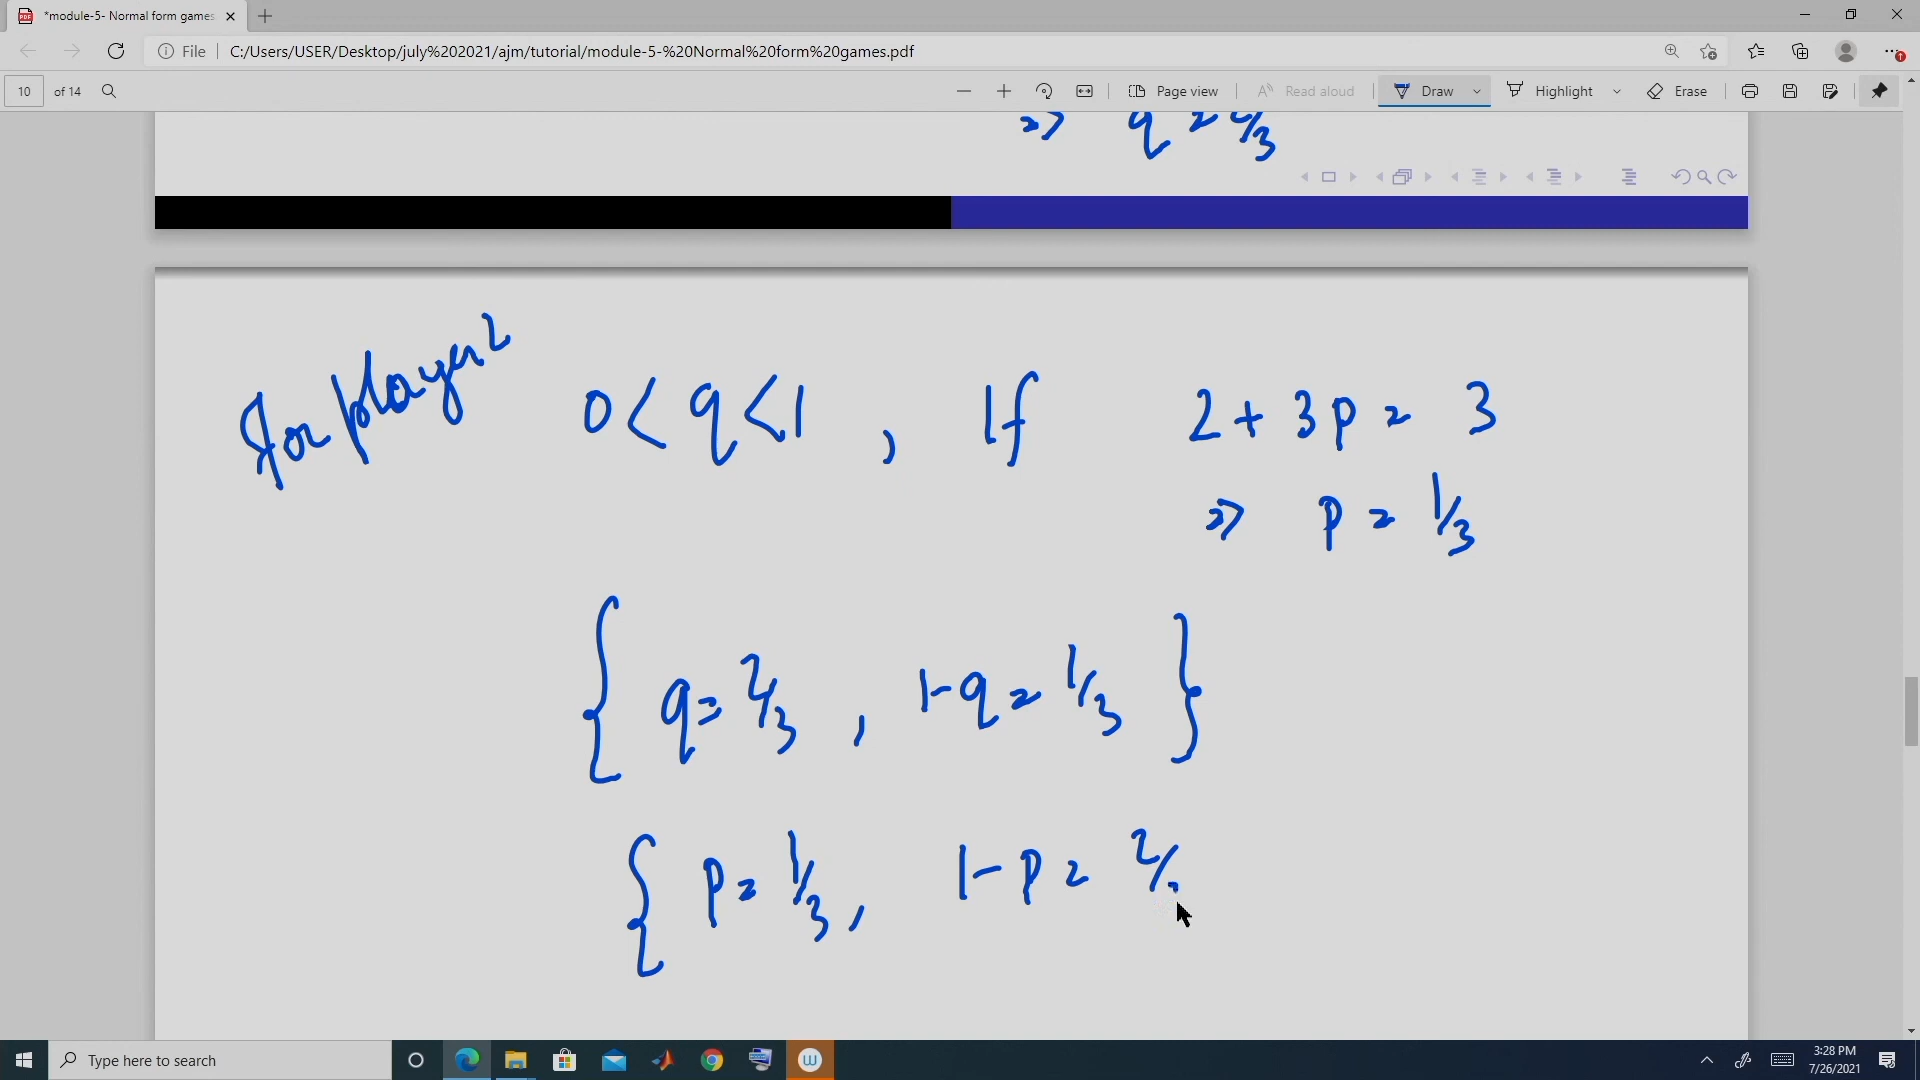 *module-5- Normal form games
File C:/Users/USER/Desktop/july%202021/ajm/tutorial/module-5-%20Normal%20form%20games.pdf
10 of 14 Page view Read aloud Draw Highlight Erase
⇒ q = 2/3
For player 2 0 < q < 1 , If 2 + 3p = 3
⇒ p = 1/3
{ q = 2/3 , 1-q = 1/3 }
{ p = 1/3 , 1-p = 2/
Type here to search
3:28 PM
7/26/2021